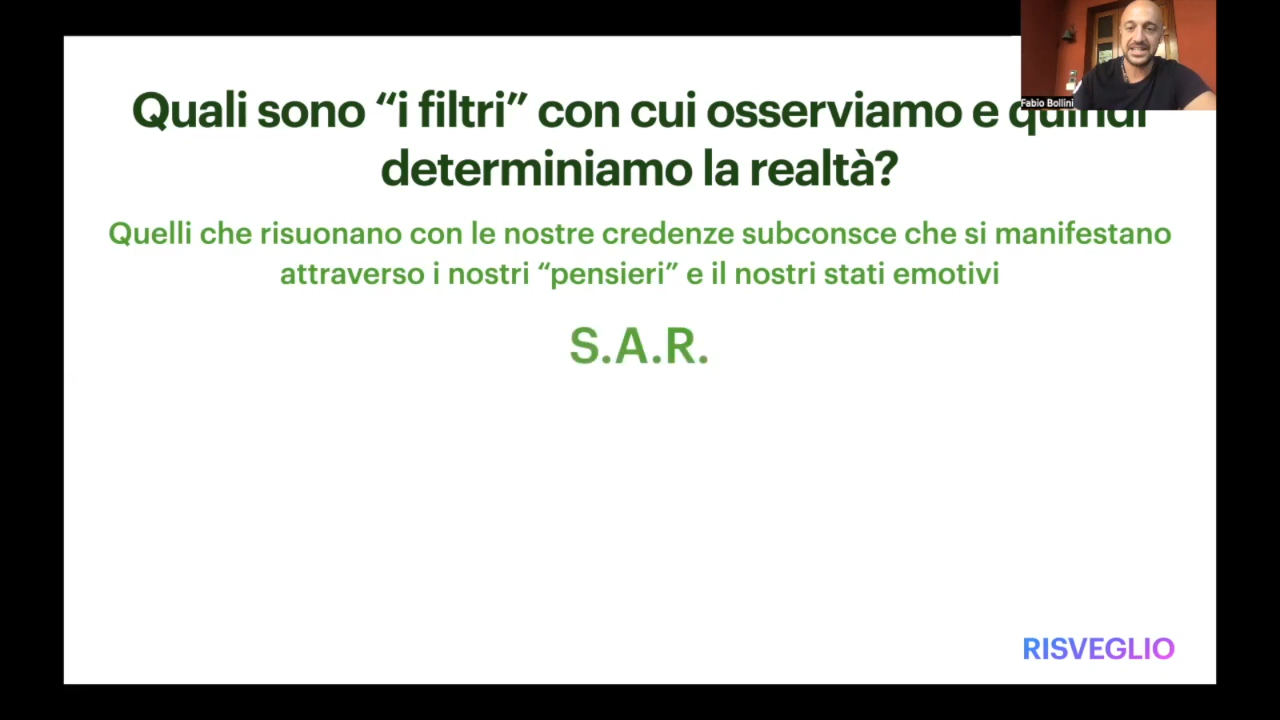 Quali sono “i filtri” con cui osserviamo e quindi
determiniamo la realtà?
Quelli che risuonano con le nostre credenze subconsce che si manifestano
attraverso i nostri “pensieri” e il nostri stati emotivi
S.A.R.
Fabio Bollini
RISVEGLIO